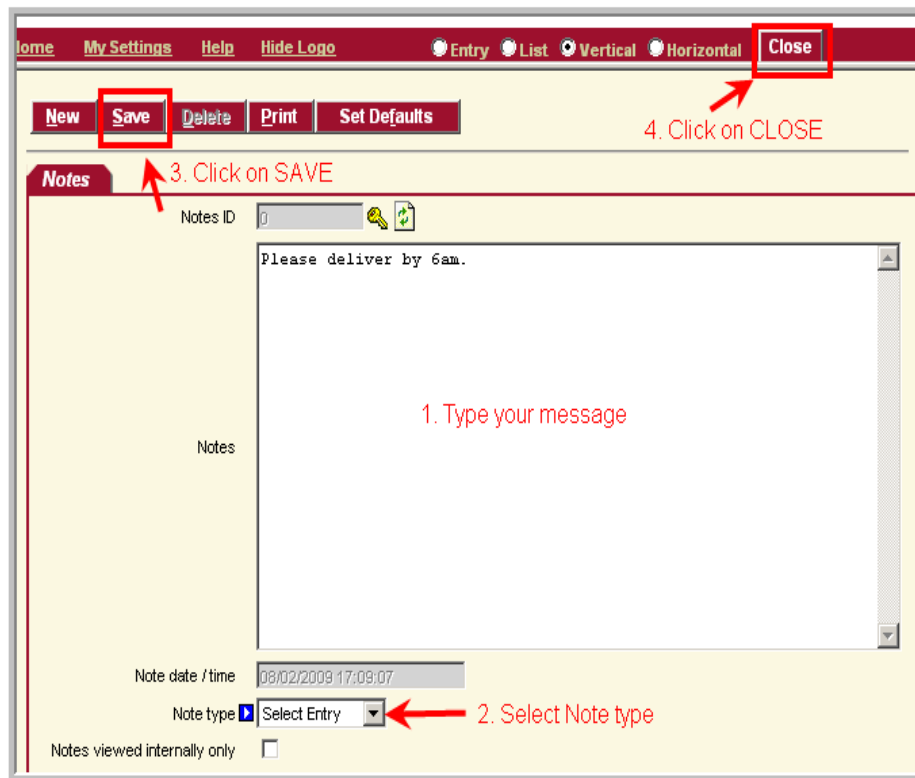 ome My Settings Help Hide Logo Entry List Vertical Horizontal Close
New Save Delete Print Set Defaults
4. Click on CLOSE
3. Click on SAVE
Notes
Notes ID 0
Please deliver by 6am.
1. Type your message
Notes
Note date / time 08/02/2009 17:09:07
Note type Select Entry 2. Select Note type
Notes viewed internally only